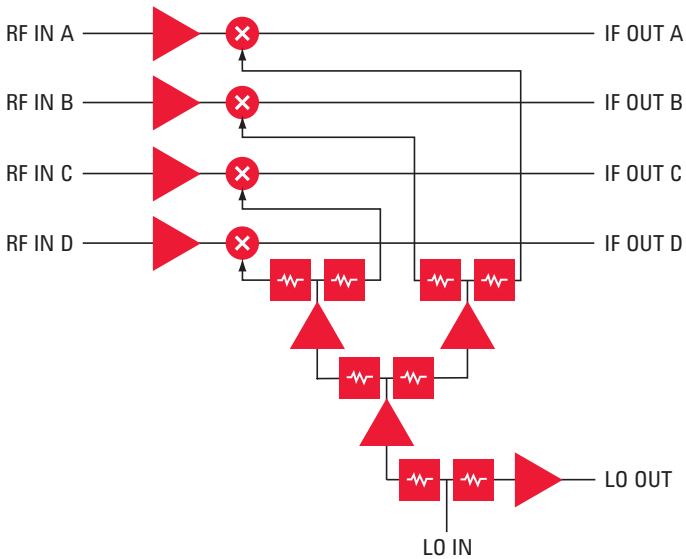 RF IN A
IF OUT A
RF IN B
IF OUT B
RF IN C
IF OUT C
RF IN D
IF OUT D
LO OUT
LO IN